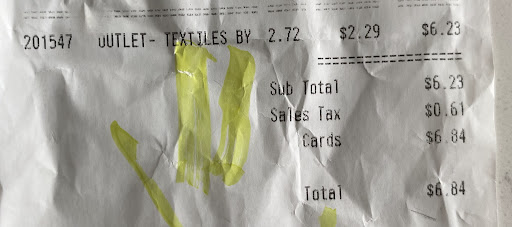 201547 OUTLET- TEXTILES BY 2.72 $2.29 $6.23
Sub Total $6.23
Sales Tax $0.61
Cards $6.84
Total $6.84